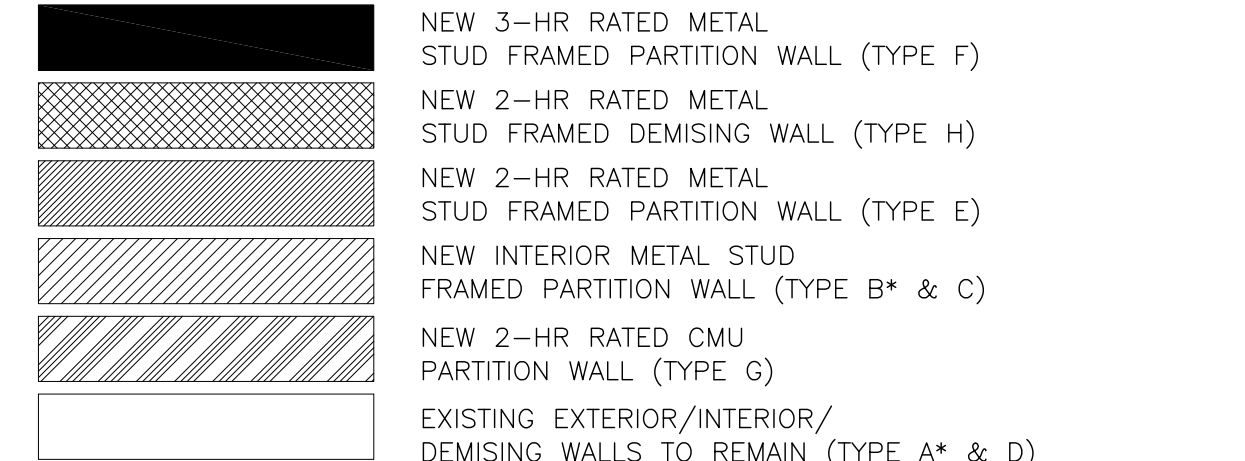 NEW 3-HR RATED METAL
STUD FRAMED PARTITION WALL (TYPE F)
NEW 2-HR RATED METAL
STUD FRAMED DEMISING WALL (TYPE H)
NEW 2-HR RATED METAL
STUD FRAMED PARTITION WALL (TYPE E)
NEW INTERIOR METAL STUD
FRAMED PARTITION WALL (TYPE B* & C)
NEW 2-HR RATED CMU
PARTITION WALL (TYPE G)
EXISTING EXTERIOR/INTERIOR/
DEMISING WALLS TO REMAIN (TYPE A* & D)